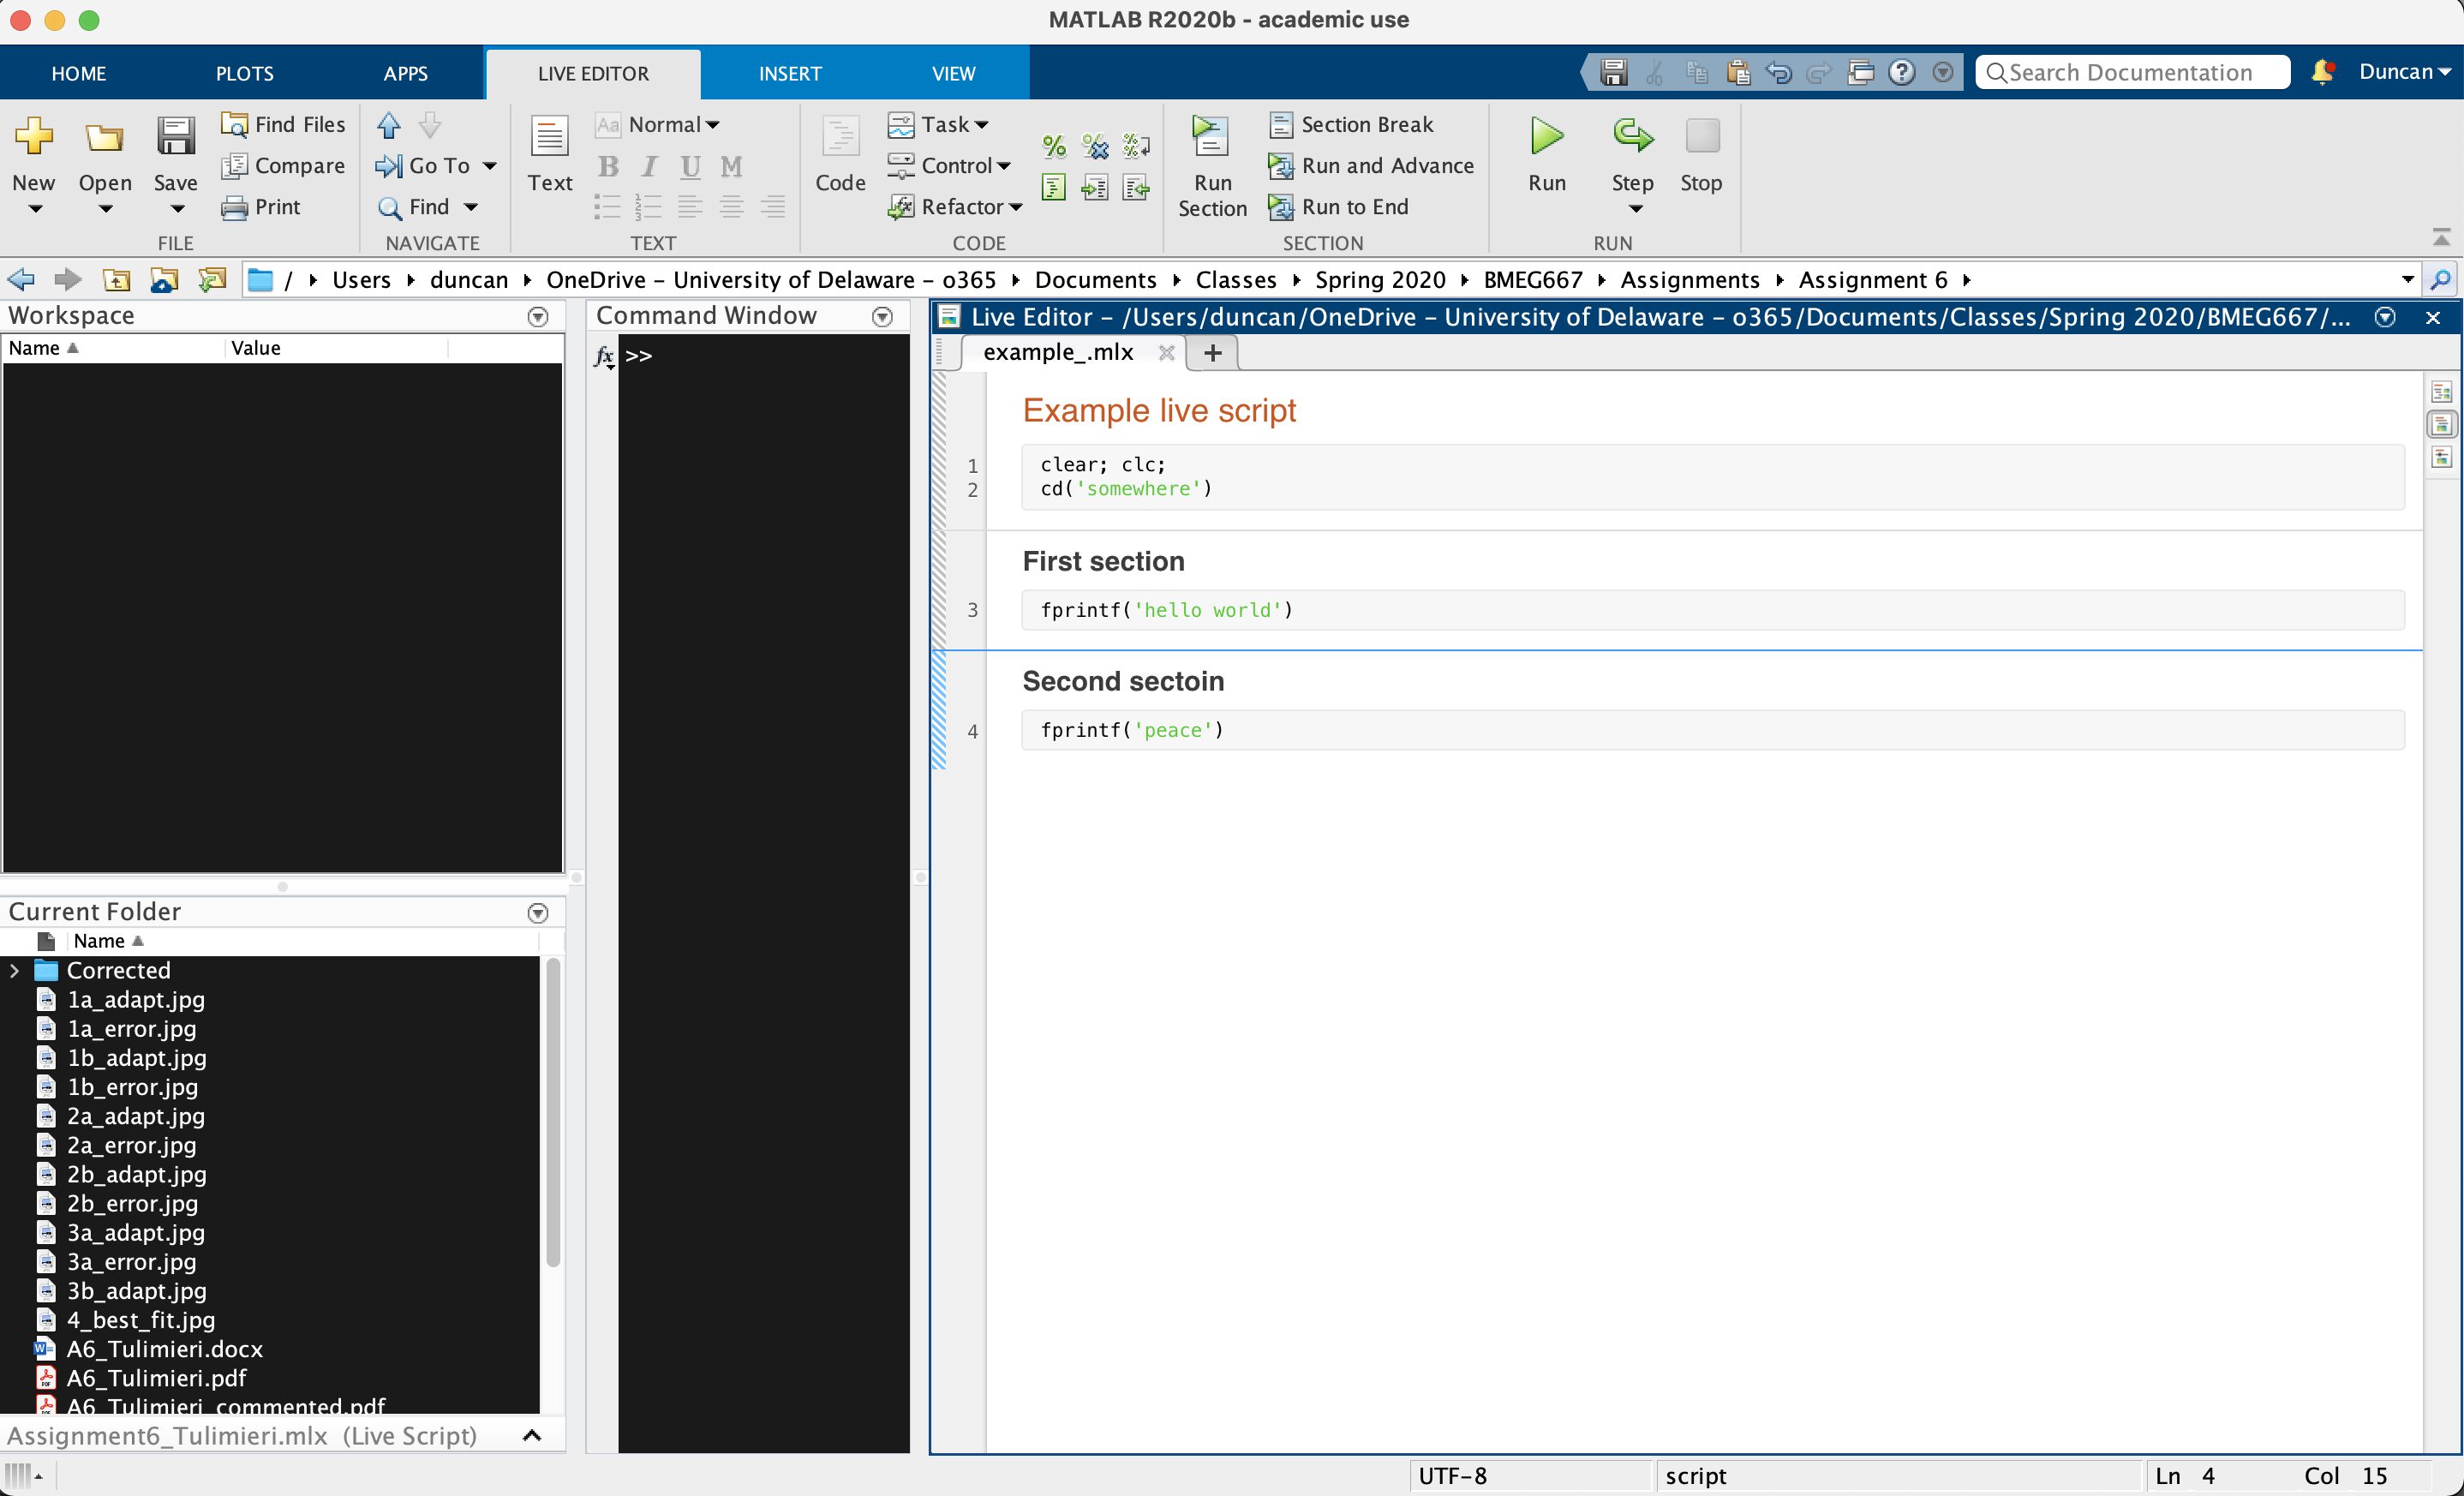 MATLAB R2020b - academic use
HOME PLOTS APPS LIVE EDITOR INSERT VIEW Search Documentation Duncan
New Open Save Find Files Compare Print
FILE
Go To Find
NAVIGATE
Text Aa Normal B I U M
TEXT
Code Task Control Refactor
CODE
Run Section Section Break Run and Advance Run to End
SECTION
Run Step Stop
RUN
/ Users duncan OneDrive – University of Delaware – o365 Documents Classes Spring 2020 BMEG667 Assignments Assignment 6
Workspace
Name Value
Current Folder
Name
Corrected
1a_adapt.jpg
1a_error.jpg
1b_adapt.jpg
1b_error.jpg
2a_adapt.jpg
2a_error.jpg
2b_adapt.jpg
2b_error.jpg
3a_adapt.jpg
3a_error.jpg
3b_adapt.jpg
4_best_fit.jpg
A6_Tulimieri.docx
A6_Tulimieri.pdf
A6_Tulimieri_commented.pdf
Assignment6_Tulimieri.mlx (Live Script)
Command Window
fx >>
Live Editor – /Users/duncan/OneDrive – University of Delaware – o365/Documents/Classes/Spring 2020/BMEG667/...
example_.mlx +
Example live script
1 clear; clc;
2 cd('somewhere')
First section
3 fprintf('hello world')
Second sectoin
4 fprintf('peace')
UTF-8 script Ln 4 Col 15